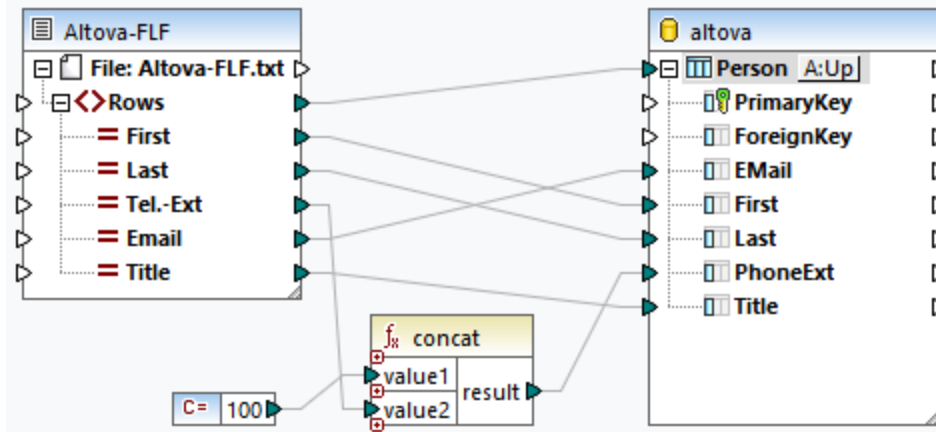 Altova-FLF
File: Altova-FLF.txt
Rows
First
Last
Tel.-Ext
Email
Title
altova
Person A:Up
PrimaryKey
ForeignKey
EMail
First
Last
PhoneExt
Title
fx concat
value1
value2
result
C= 100